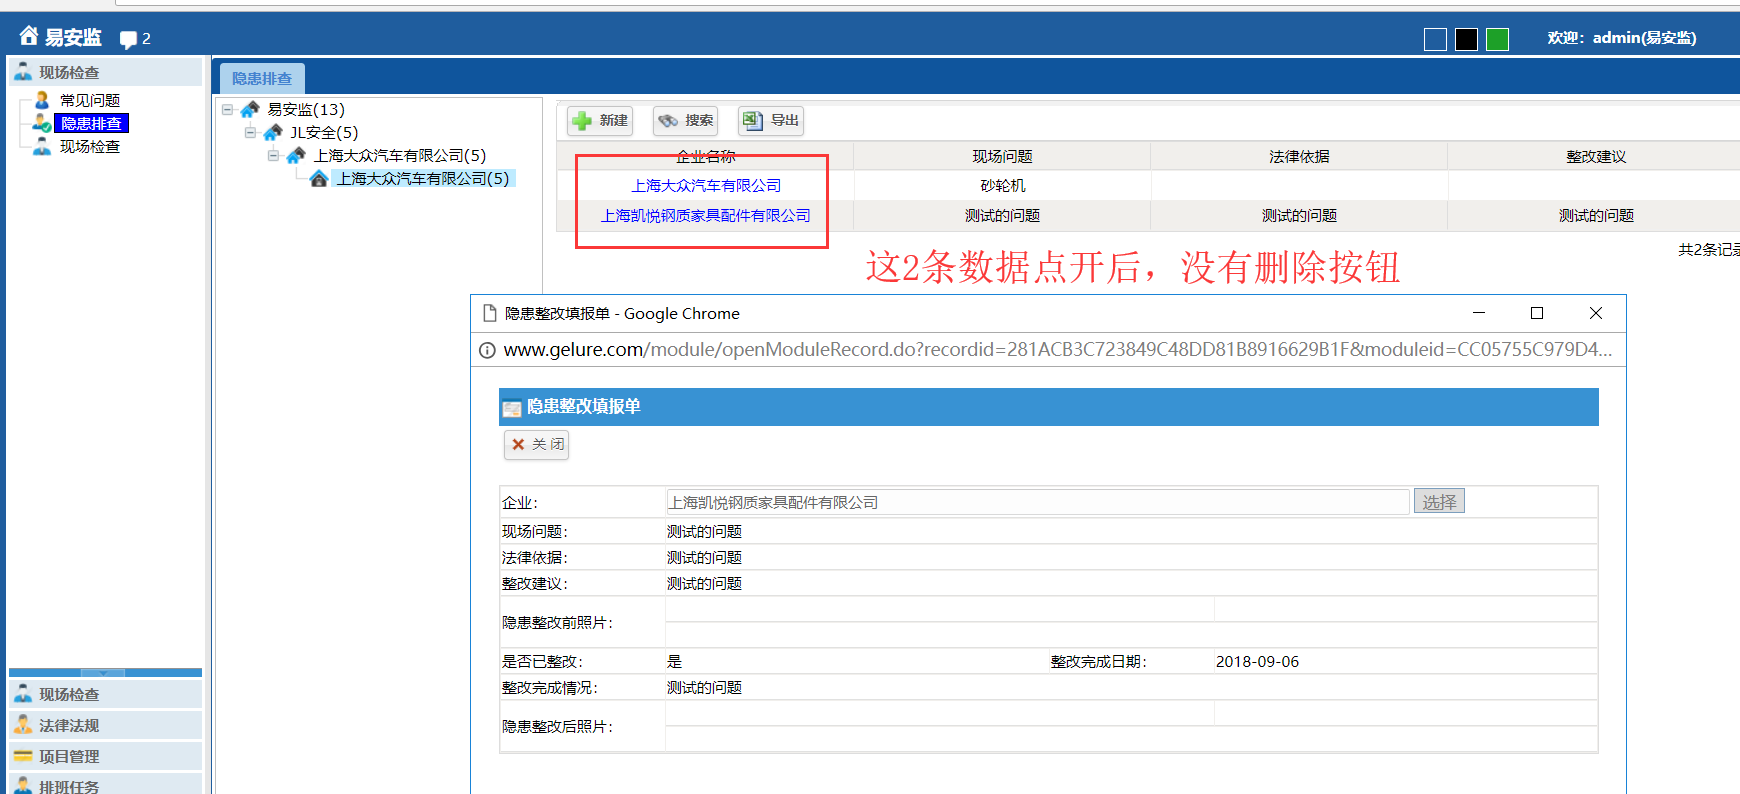 易安监 2
欢迎：admin(易安监)
现场检查
常见问题
隐患排查
现场检查
现场检查
法律法规
项目管理
排班任务
隐患排查
易安监(13)
JL安全(5)
上海大众汽车有限公司(5)
上海大众汽车有限公司(5)
新建 搜索 导出
企业名称 现场问题 法律依据 整改建议
上海大众汽车有限公司 砂轮机
上海凯悦钢质家具配件有限公司 测试的问题 测试的问题 测试的问题
共2条记录
这2条数据点开后，没有删除按钮
隐患整改填报单 - Google Chrome
www.gelure.com/module/openModuleRecord.do?recordid=281ACB3C723849C48DD81B8916629B1F&moduleid=CC05755C979D4...
隐患整改填报单
关 闭
企业： 上海凯悦钢质家具配件有限公司 选择
现场问题： 测试的问题
法律依据： 测试的问题
整改建议： 测试的问题
隐患整改前照片：
是否已整改： 是 整改完成日期： 2018-09-06
整改完成情况： 测试的问题
隐患整改后照片：